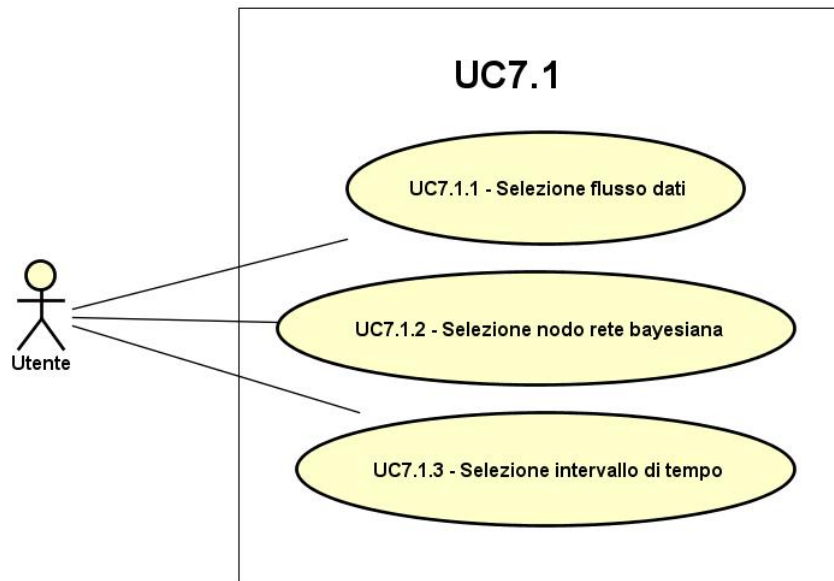 UC7.1
UC7.1.1 - Selezione flusso dati
UC7.1.2 - Selezione nodo rete bayesiana
Utente
UC7.1.3 - Selezione intervallo di tempo